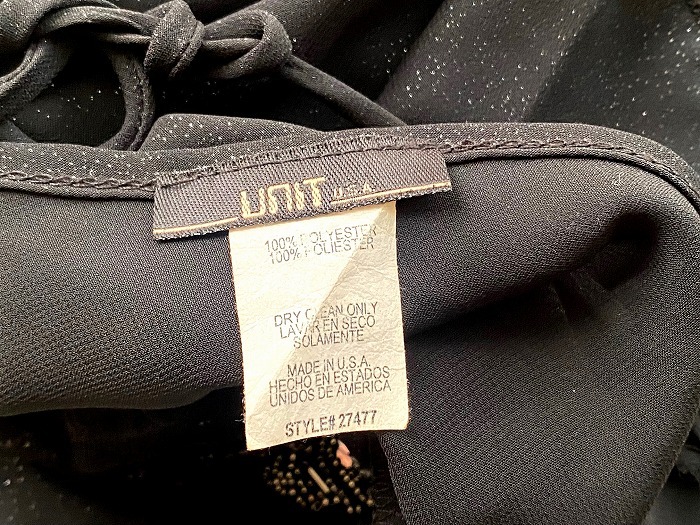 UNIT U.S.A
100% POLYESTER
100% POLIESTER
DRY CLEAN ONLY
LAVAR EN SECO
SOLAMENTE
MADE IN U.S.A.
HECHO EN ESTADOS
UNIDOS DE AMERICA
STYLE# 27477